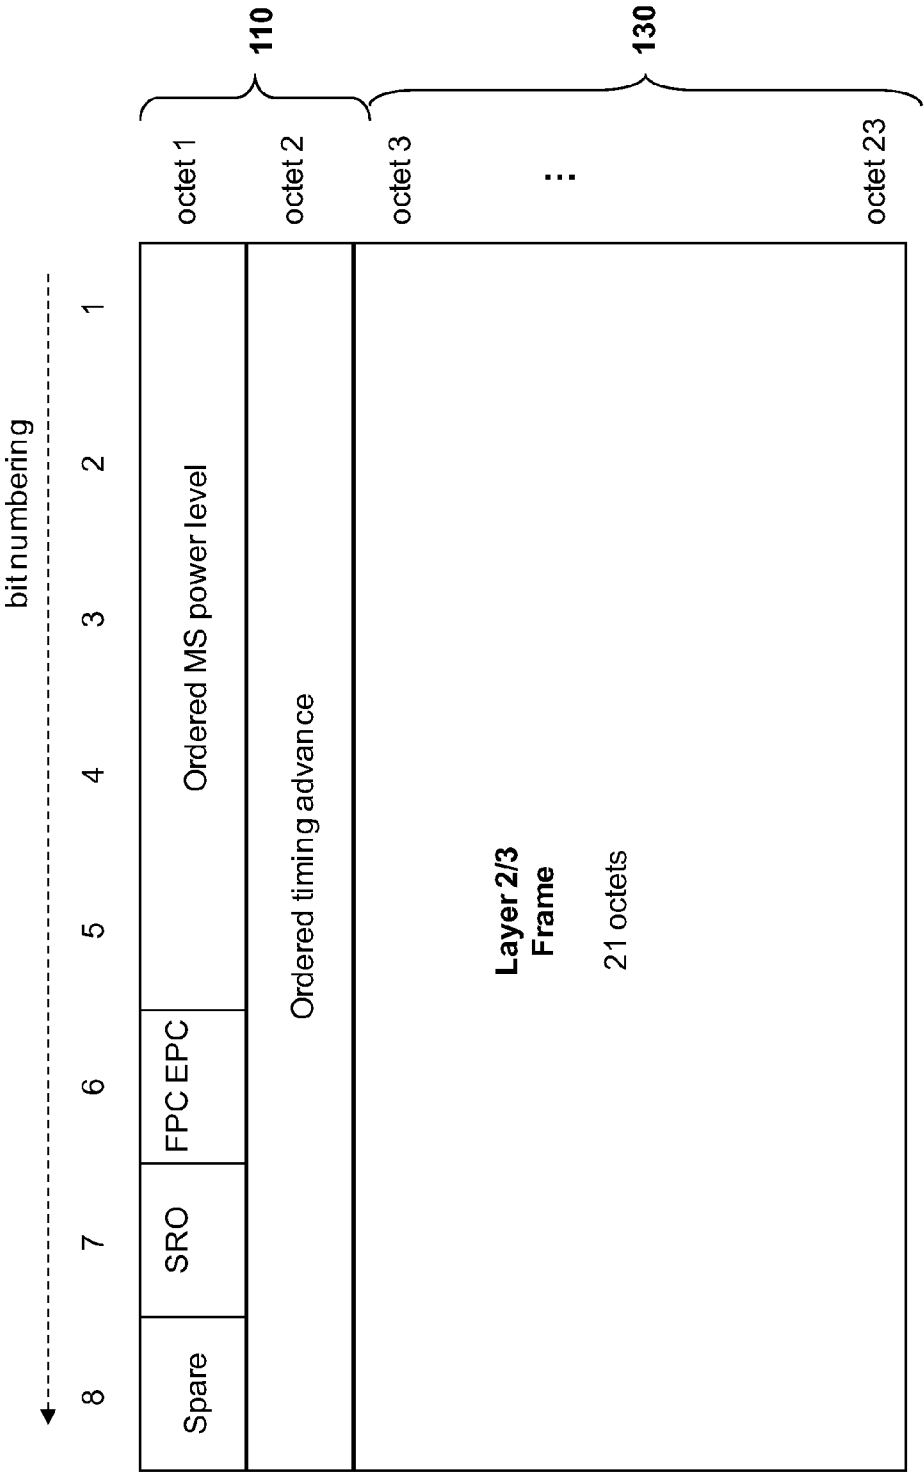 bit numbering
8 7 6 5 4 3 2 1
Spare SRO FPC EPC Ordered MS power level octet 1
Ordered timing advance octet 2
110
octet 3
Layer 2/3
Frame
21 octets
⋮
octet 23
130